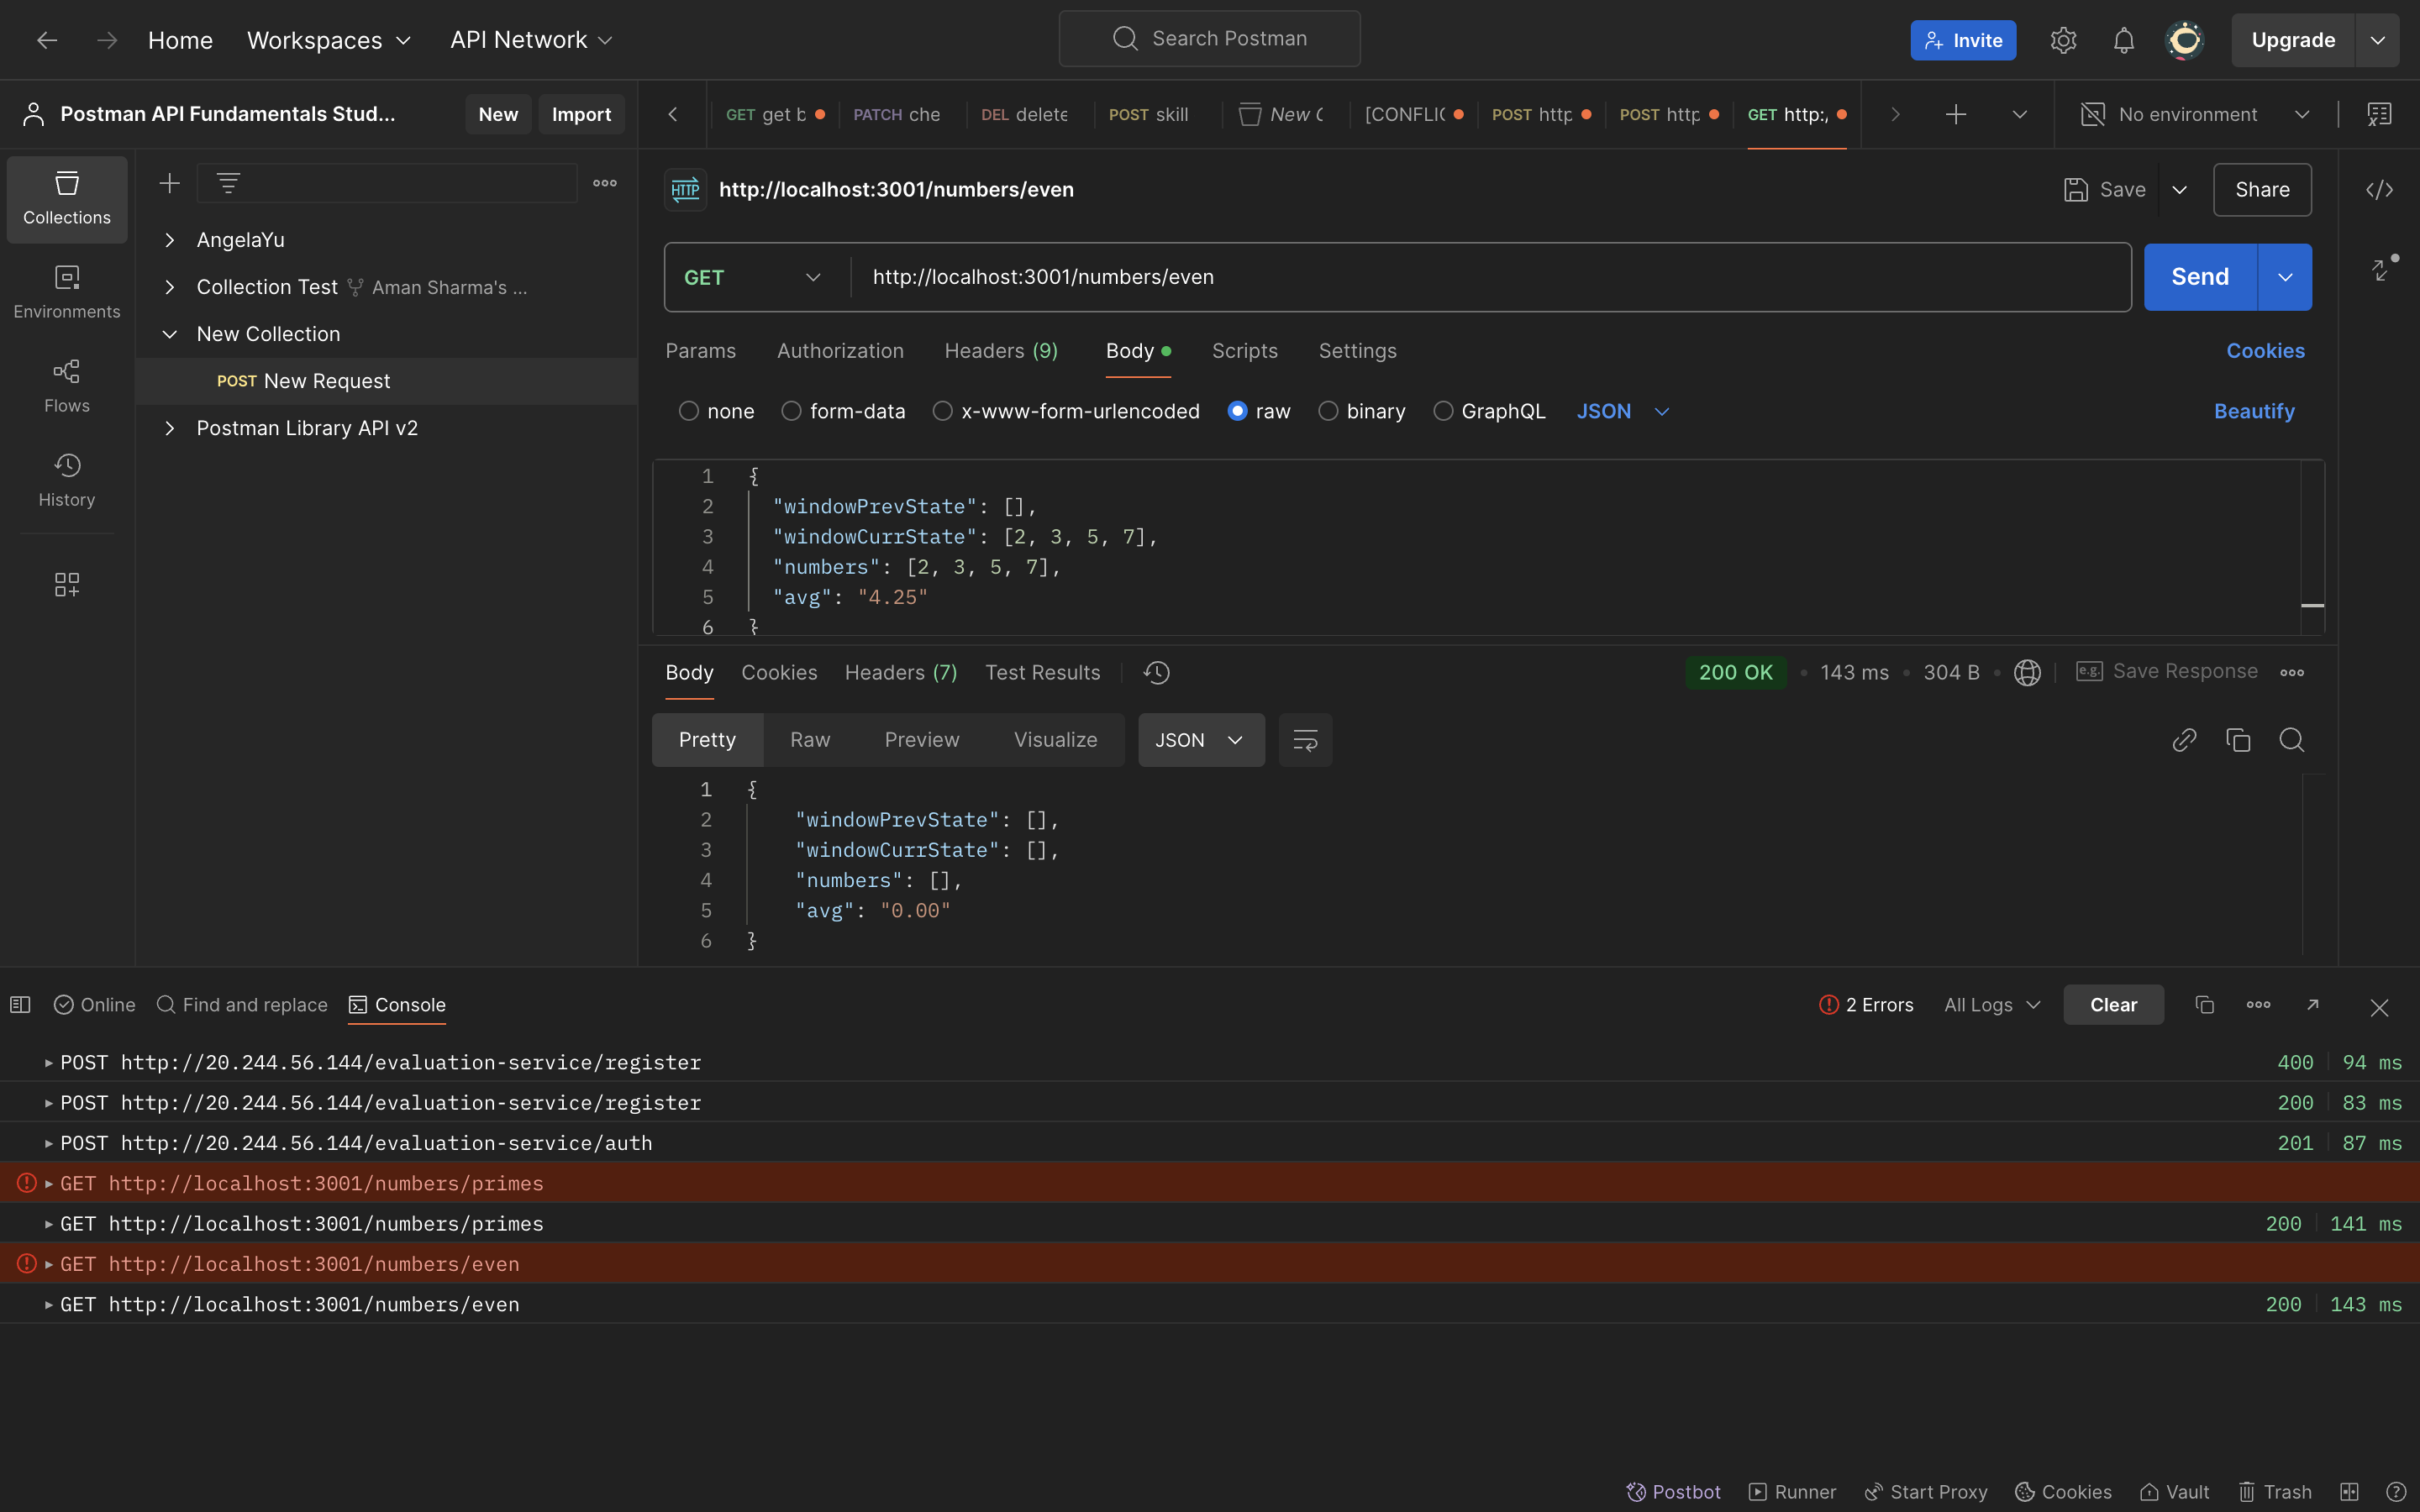 Home Workspaces API Network Search Postman Invite Upgrade
Postman API Fundamentals Stud... New Import
GET get b PATCH che DEL delete POST skill New C [CONFLIC POST http POST http GET http:/ No environment
Collections
Environments
Flows
History
AngelaYu
Collection Test Aman Sharma's ...
New Collection
POST New Request
Postman Library API v2
HTTP http://localhost:3001/numbers/even Save Share
GET http://localhost:3001/numbers/even Send
Params Authorization Headers (9) Body Scripts Settings Cookies
none form-data x-www-form-urlencoded raw binary GraphQL JSON Beautify
1 {
2 "windowPrevState": [],
3 "windowCurrState": [2, 3, 5, 7],
4 "numbers": [2, 3, 5, 7],
5 "avg": "4.25"
6 }
Body Cookies Headers (7) Test Results 200 OK 143 ms 304 B e.g. Save Response
Pretty Raw Preview Visualize JSON
1 {
2 "windowPrevState": [],
3 "windowCurrState": [],
4 "numbers": [],
5 "avg": "0.00"
6 }
Online Find and replace Console 2 Errors All Logs Clear
POST http://20.244.56.144/evaluation-service/register 400 94 ms
POST http://20.244.56.144/evaluation-service/register 200 83 ms
POST http://20.244.56.144/evaluation-service/auth 201 87 ms
GET http://localhost:3001/numbers/primes
GET http://localhost:3001/numbers/primes 200 141 ms
GET http://localhost:3001/numbers/even
GET http://localhost:3001/numbers/even 200 143 ms
Postbot Runner Start Proxy Cookies Vault Trash